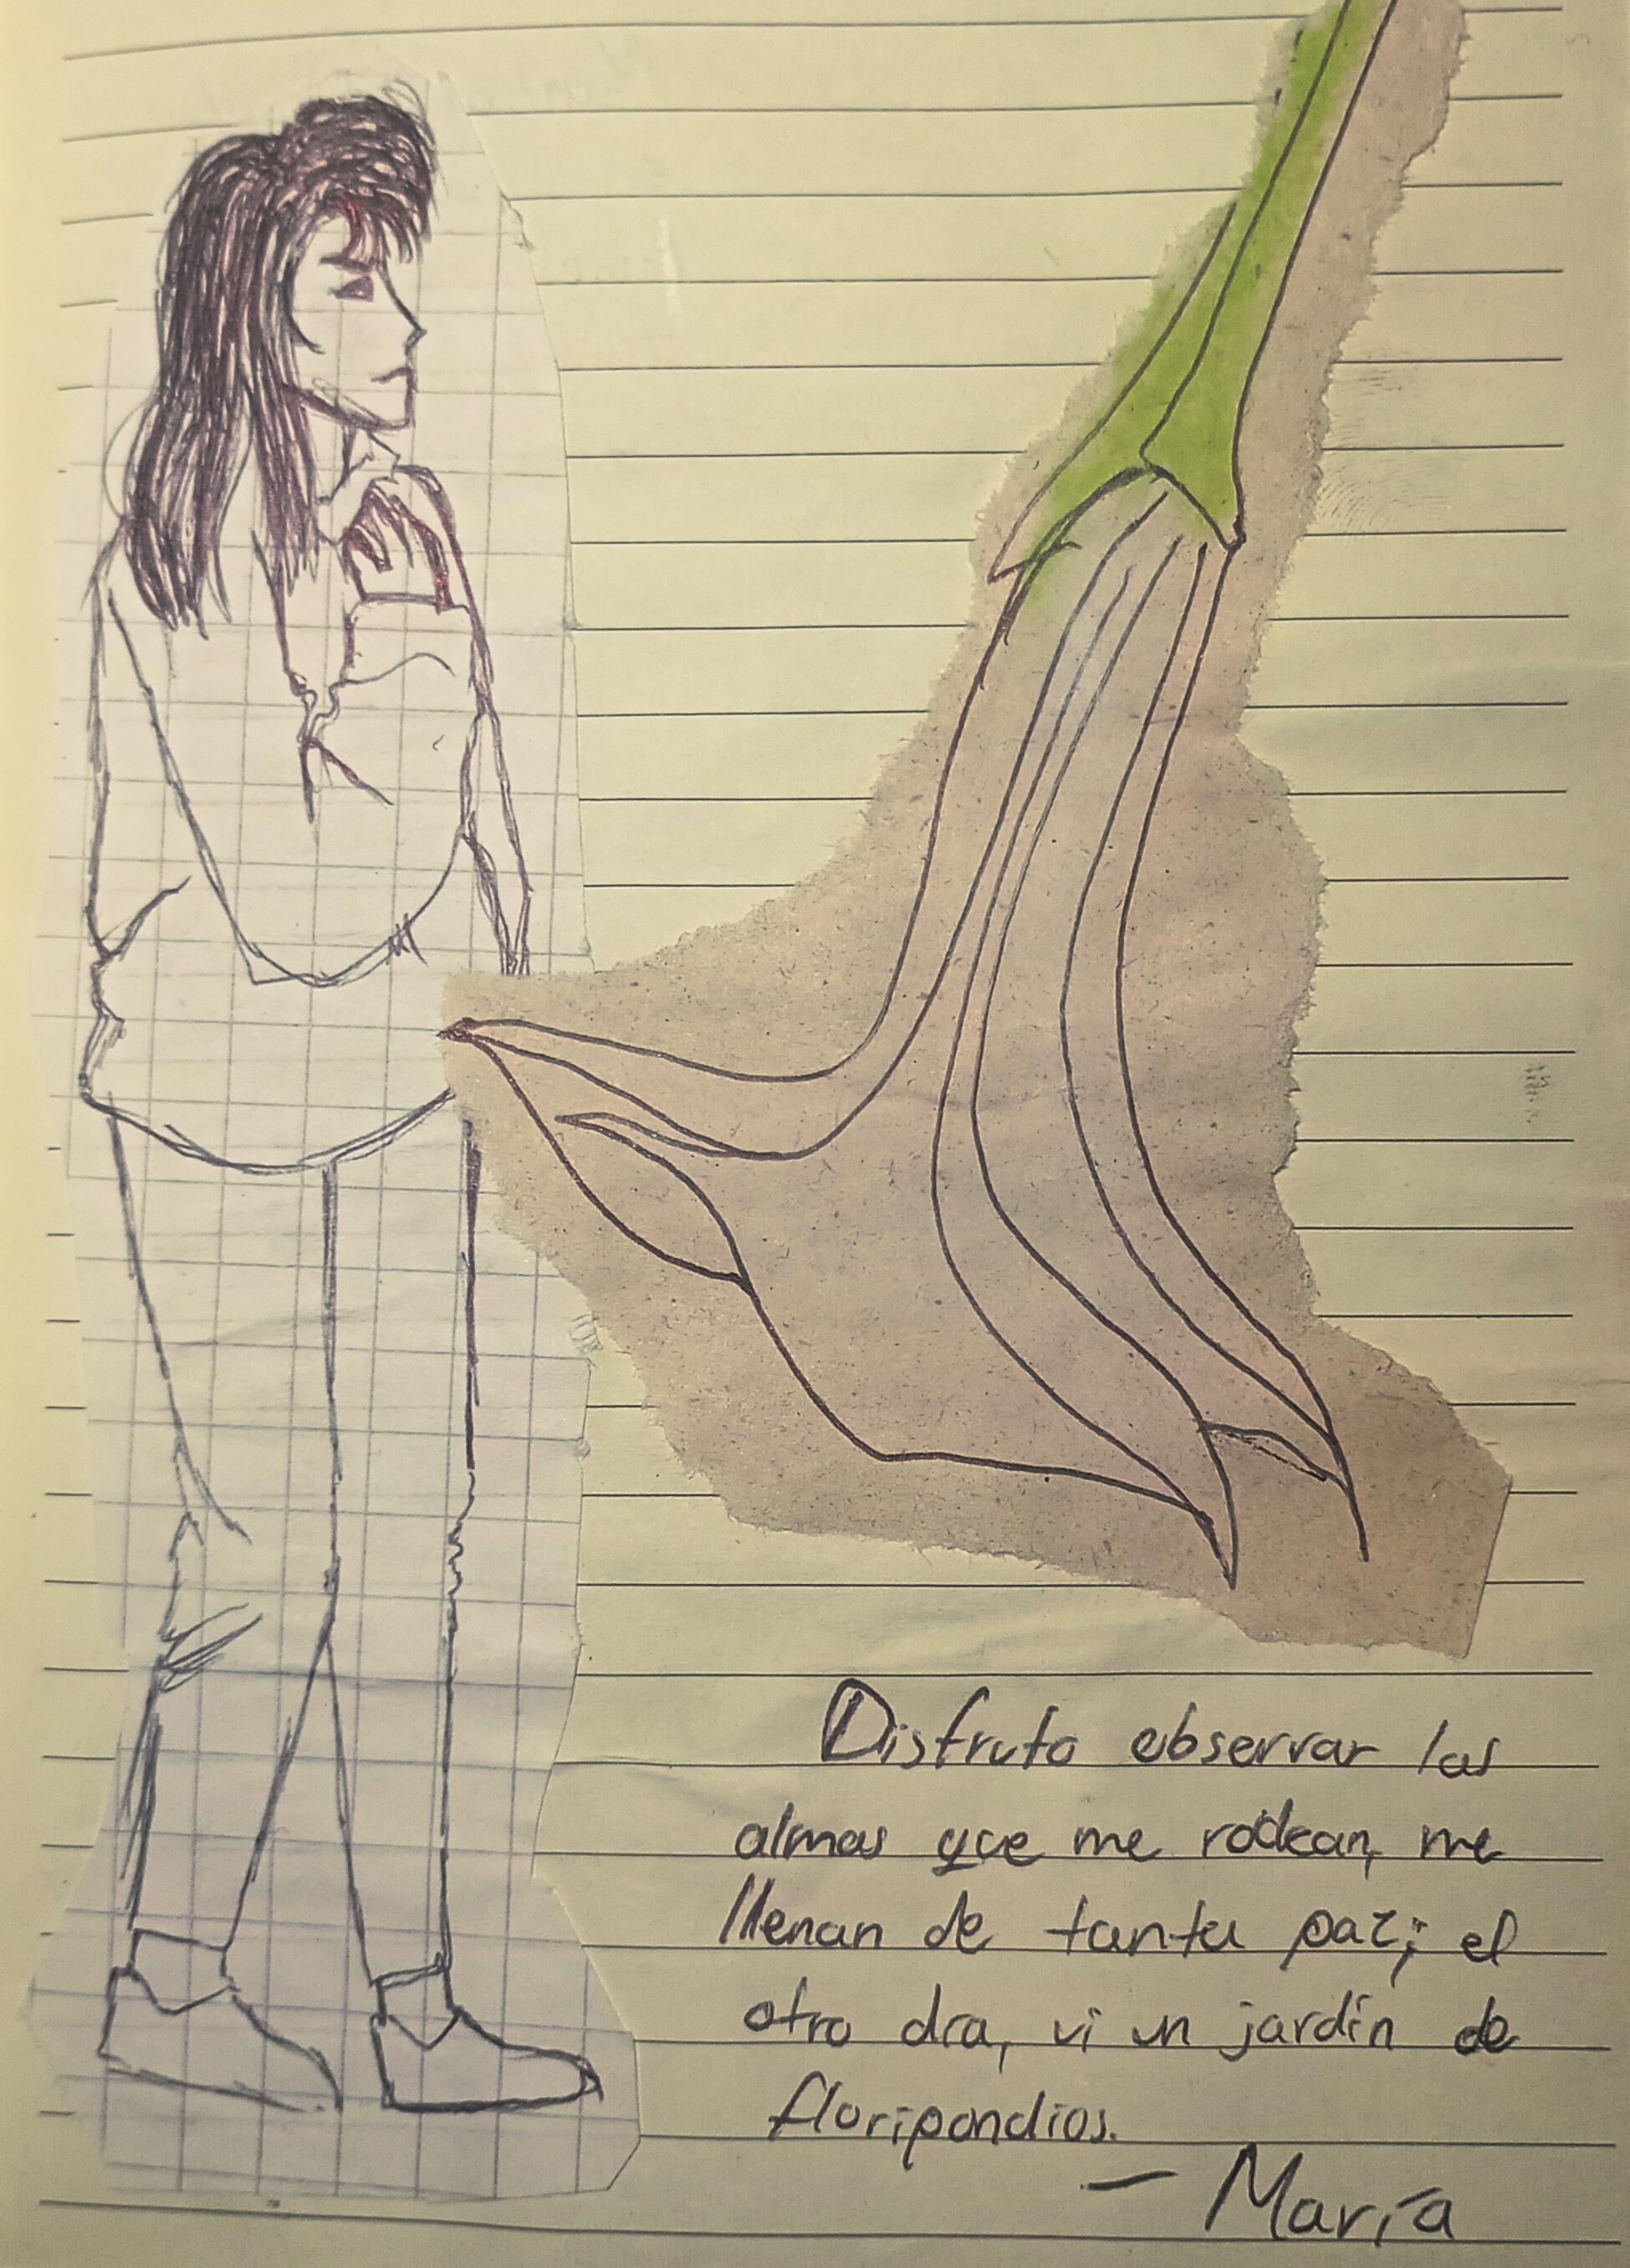 Disfruto observar las
almas que me rodean, me
llenan de tanta paz; el
otro día, vi un jardín de
floripondios.
— María